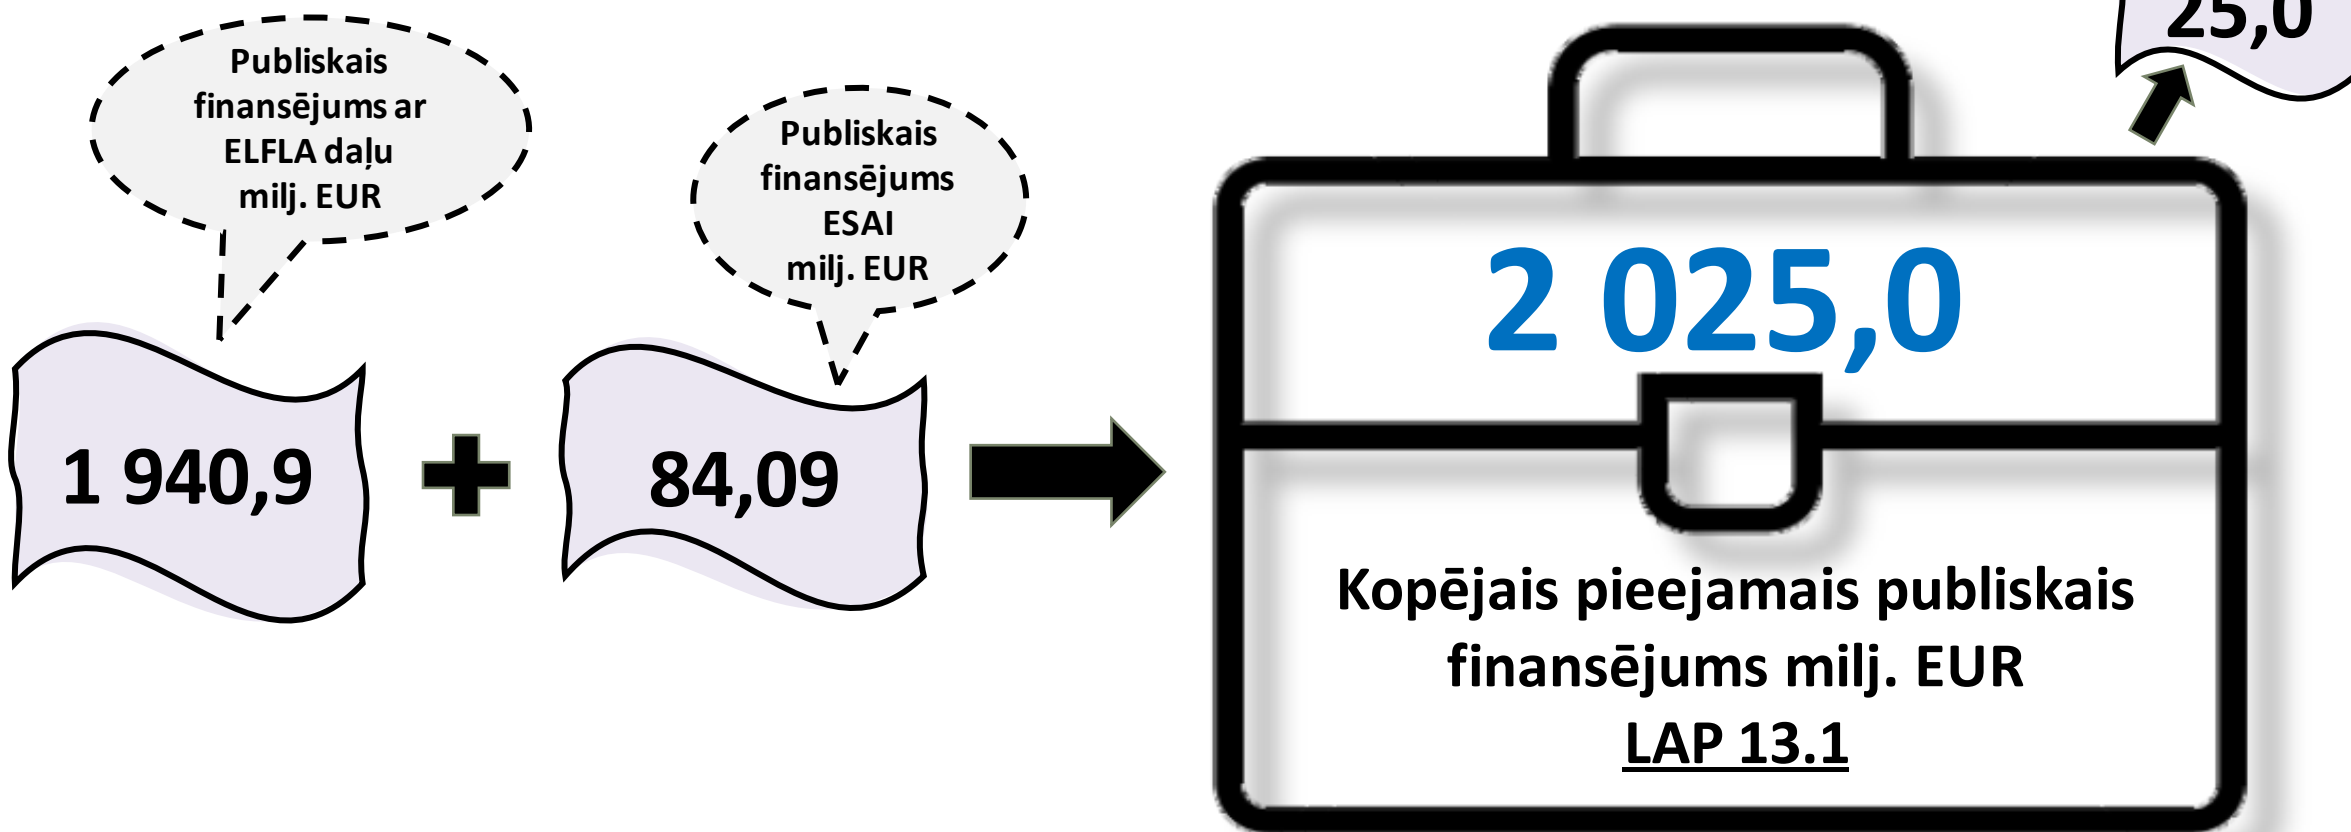 Publiskais
finansējums ar
ELFLA daļu
milj. EUR
Publiskais
finansējums
ESAI
milj. EUR
25,0
1 940,9
84,09
2 025,0
Kopējais pieejamais publiskais
finansējums milj. EUR
LAP 13.1